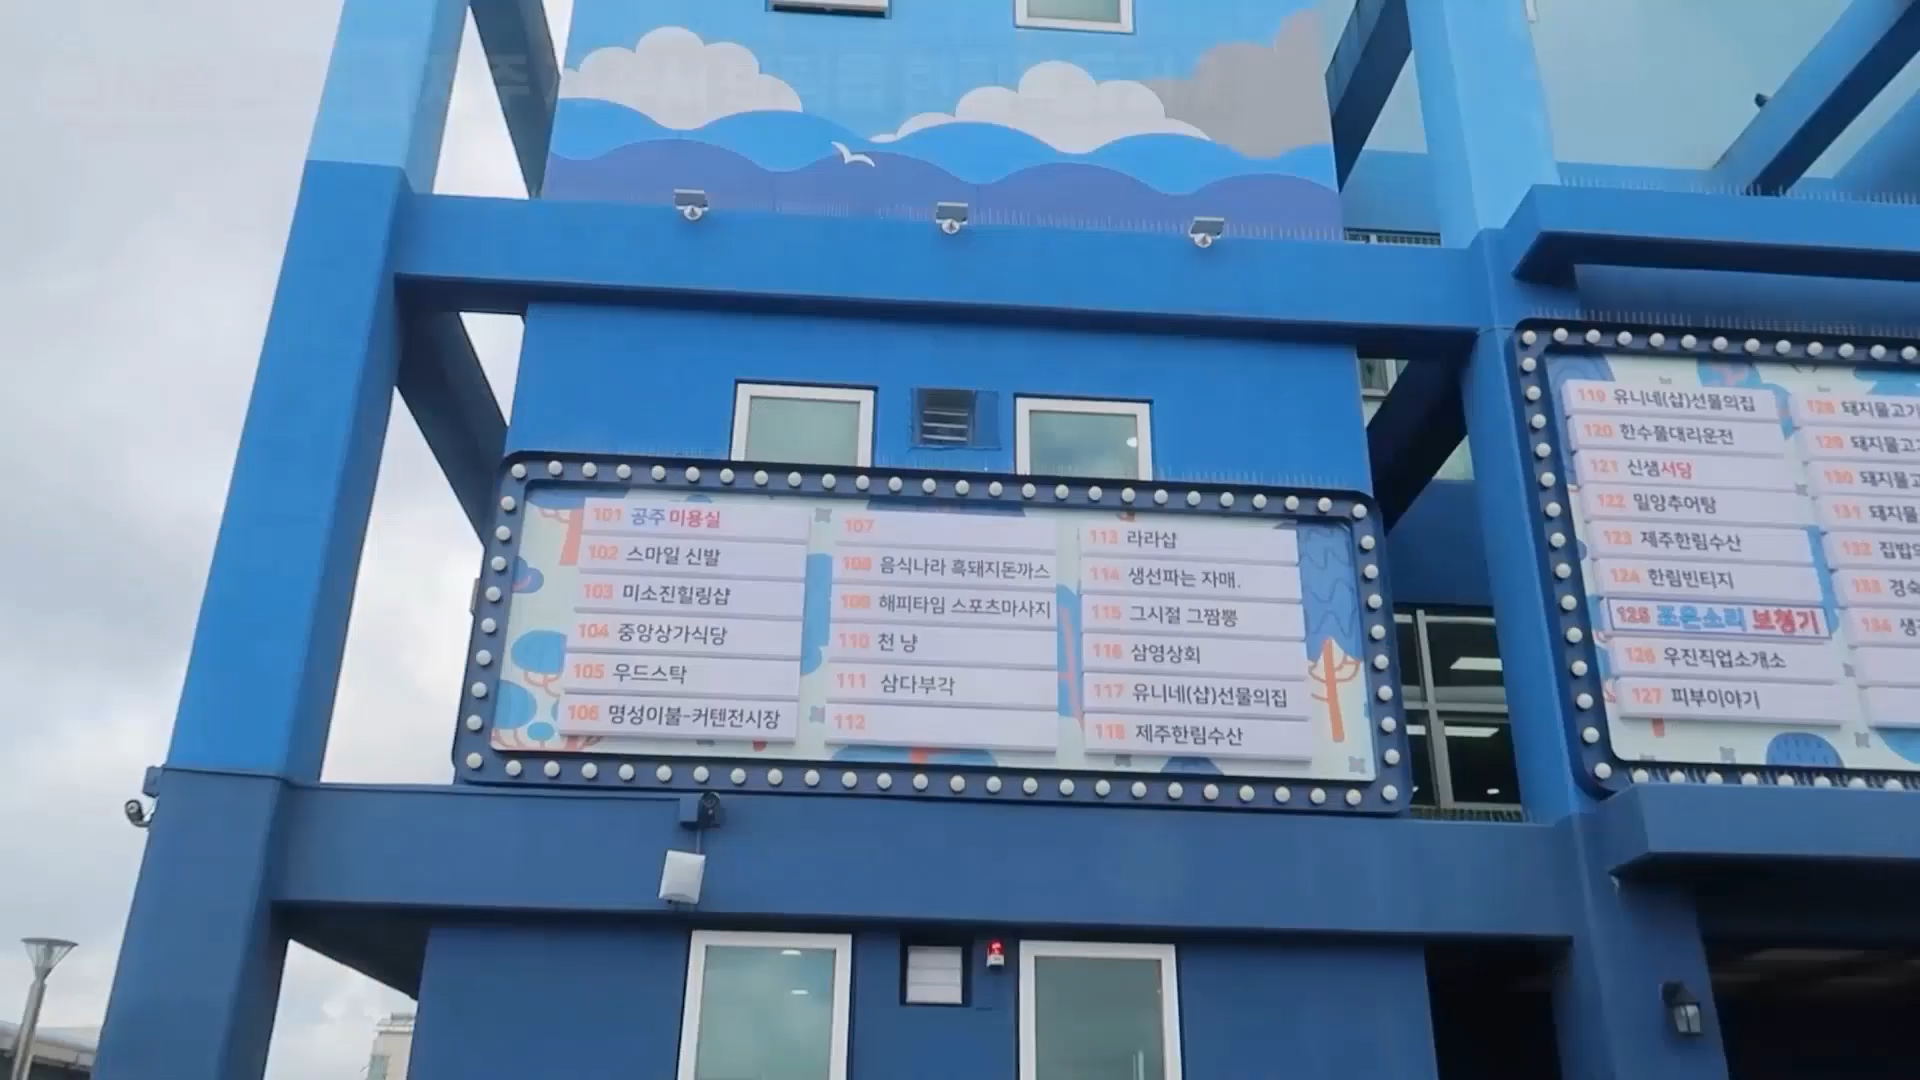 101 공주 미용실
102 스마일 신발
103 미소진힐링샵
104 중앙상가식당
105 우드스탁
106 명성이불-커텐전시장
107
108 음식나라 흑돼지돈까스
109 해피타임 스포츠마사지
110 천 냥
111 삼다부각
112
113 라라샵
114 생선파는 자매.
115 그시절 그짬뽕
116 삼영상회
117 유니네(샵)선물의집
118 제주한림수산
119 유니네(샵)선물의집
120 한수풀대리운전
121 신샘서당
122 밀양추어탕
123 제주한림수산
124 한림빈티지
125 조은소리 보청기
126 우진직업소개소
127 피부이야기
128
129
130
131
132
133
134